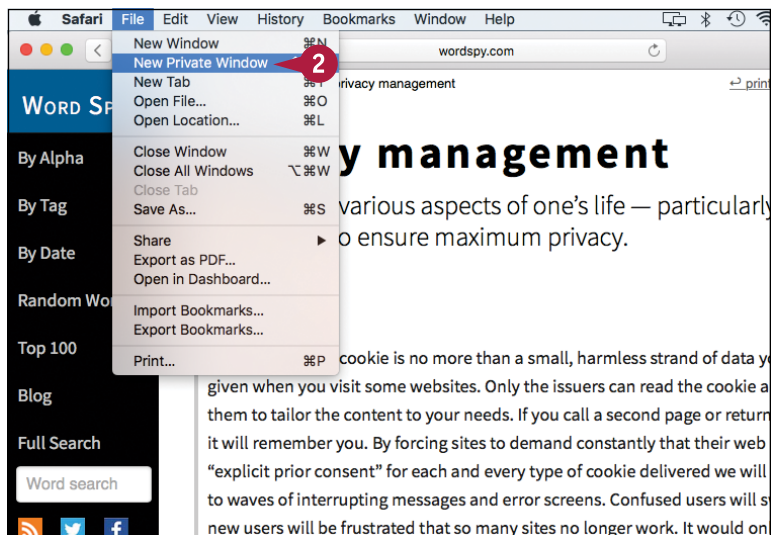 Safari File Edit View History Bookmarks Window Help
wordspy.com
New Window ⌘N
New Private Window
2
New Tab ⌘T
Open File... ⌘O
Open Location... ⌘L
Close Window ⌘W
Close All Windows ⌥⌘W
Close Tab
Save As... ⌘S
Share
Export as PDF...
Open in Dashboard...
Import Bookmarks...
Export Bookmarks...
Print... ⌘P
WORD SP
By Alpha
By Tag
By Date
Random Wo
Top 100
Blog
Full Search
Word search
privacy management
print
y management
various aspects of one's life — particularly
o ensure maximum privacy.
cookie is no more than a small, harmless strand of data yo
given when you visit some websites. Only the issuers can read the cookie a
them to tailor the content to your needs. If you call a second page or return
it will remember you. By forcing sites to demand constantly that their web
“explicit prior consent” for each and every type of cookie delivered we will
to waves of interrupting messages and error screens. Confused users will s
new users will be frustrated that so many sites no longer work. It would onl